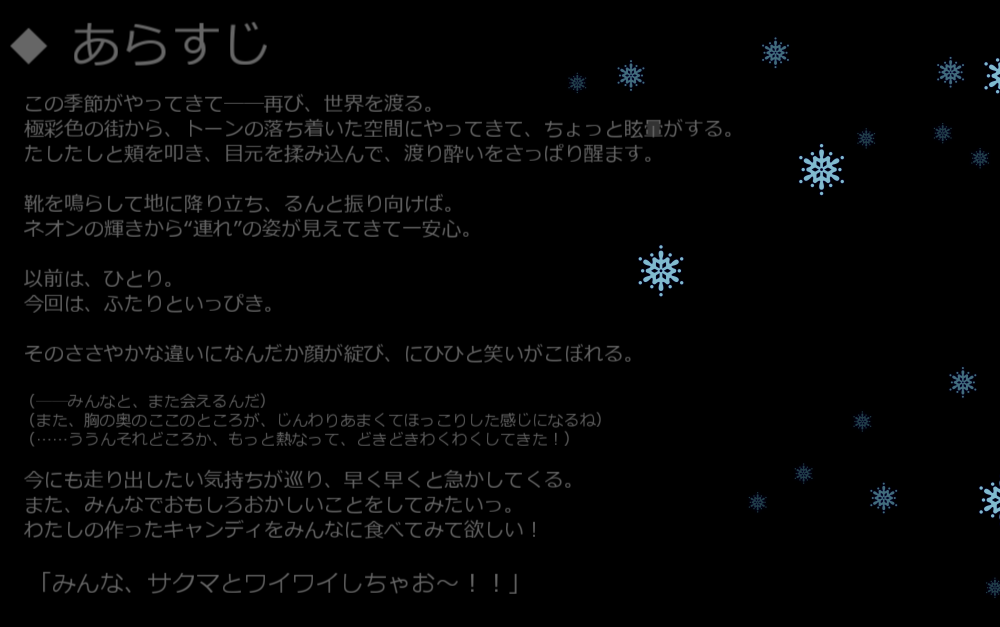 ◆ あらすじ
この季節がやってきて──再び、世界を渡る。
極彩色の街から、トーンの落ち着いた空間にやってきて、ちょっと眩暈がする。
たしたしと頬を叩き、目元を揉み込んで、渡り酔いをさっぱり醒ます。
靴を鳴らして地に降り立ち、るんと振り向けば。
ネオンの輝きから“連れ”の姿が見えてきて一安心。
以前は、ひとり。
今回は、ふたりといっぴき。
そのささやかな違いになんだか顔が綻び、にひひと笑いがこぼれる。
（──みんなと、また会えるんだ）
（また、胸の奥のここのところが、じんわりあまくてほっこりした感じになるね）
（……ううんそれどころか、もっと熱なって、どきどきわくわくしてきた！）
今にも走り出したい気持ちが巡り、早く早くと急かしてくる。
また、みんなでおもしろおかしいことをしてみたいっ。
わたしの作ったキャンディをみんなに食べてみて欲しい！
「みんな、サクマとワイワイしちゃお～！！」